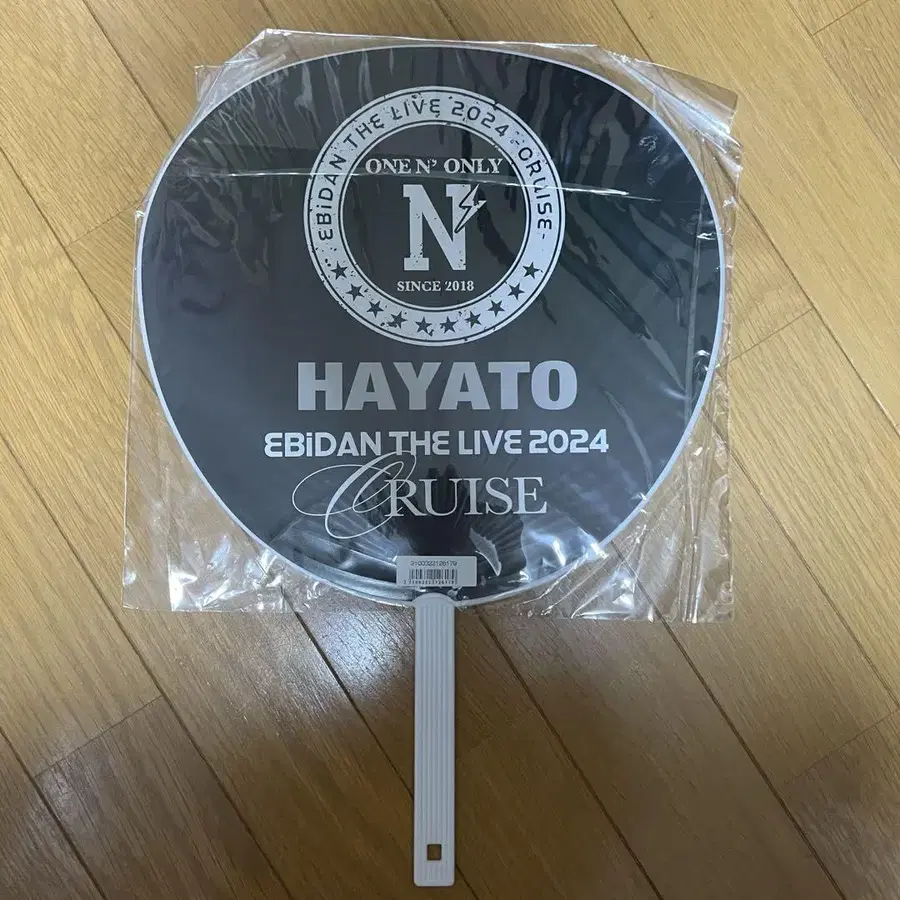 ·EBiDAN THE LIVE 2024 CRUISE·
ONE N' ONLY
N
SINCE 2018
HAYATO
EBiDAN THE LIVE 2024
CRUISE